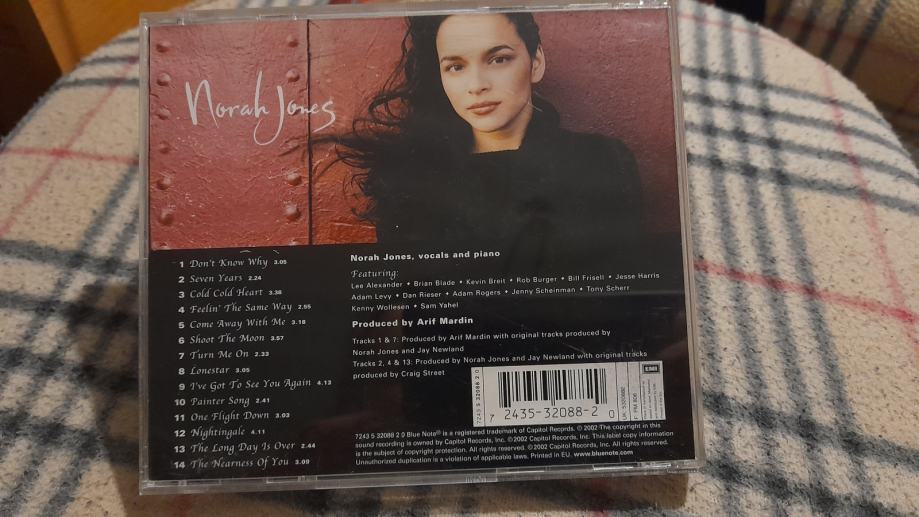 Norah Jones
1 Don't Know Why 3.05
2 Seven Years 2.24
3 Cold Cold Heart 3.38
4 Feelin' The Same Way 2.55
5 Come Away With Me 3.18
6 Shoot The Moon 3.57
7 Turn Me On 2.33
8 Lonestar 3.05
9 I've Got To See You Again 4.13
10 Painter Song 2.41
11 One Flight Down 3.03
12 Nightingale 4.11
13 The Long Day Is Over 2.44
14 The Nearness Of You 3.09
Norah Jones, vocals and piano
Featuring:
Lee Alexander • Brian Blade • Kevin Breit • Rob Burger • Bill Frisell • Jesse Harris
Adam Levy • Dan Rieser • Adam Rogers • Jenny Scheinman • Tony Scherr
Kenny Wollesen • Sam Yahel
Produced by Arif Mardin
Tracks 1 & 7: Produced by Arif Mardin with original tracks produced by
Norah Jones and Jay Newland
Tracks 2, 4 & 13: Produced by Norah Jones and Jay Newland with original tracks
produced by Craig Street
7243 5 32088 2 0
7 2435-32088-2 0
EMI
7243 5 32088 2 0 Blue Note® is a registered trademark of Capitol Records. ℗ 2002 The copyright in this
sound recording is owned by Capitol Records, Inc. ©2002 Capitol Records, Inc. This label copy information
is the subject of copyright protection. All rights reserved. ©2002 Capitol Records, Inc. All rights reserved.
Unauthorized duplication is a violation of applicable laws. Printed in EU. www.bluenote.com